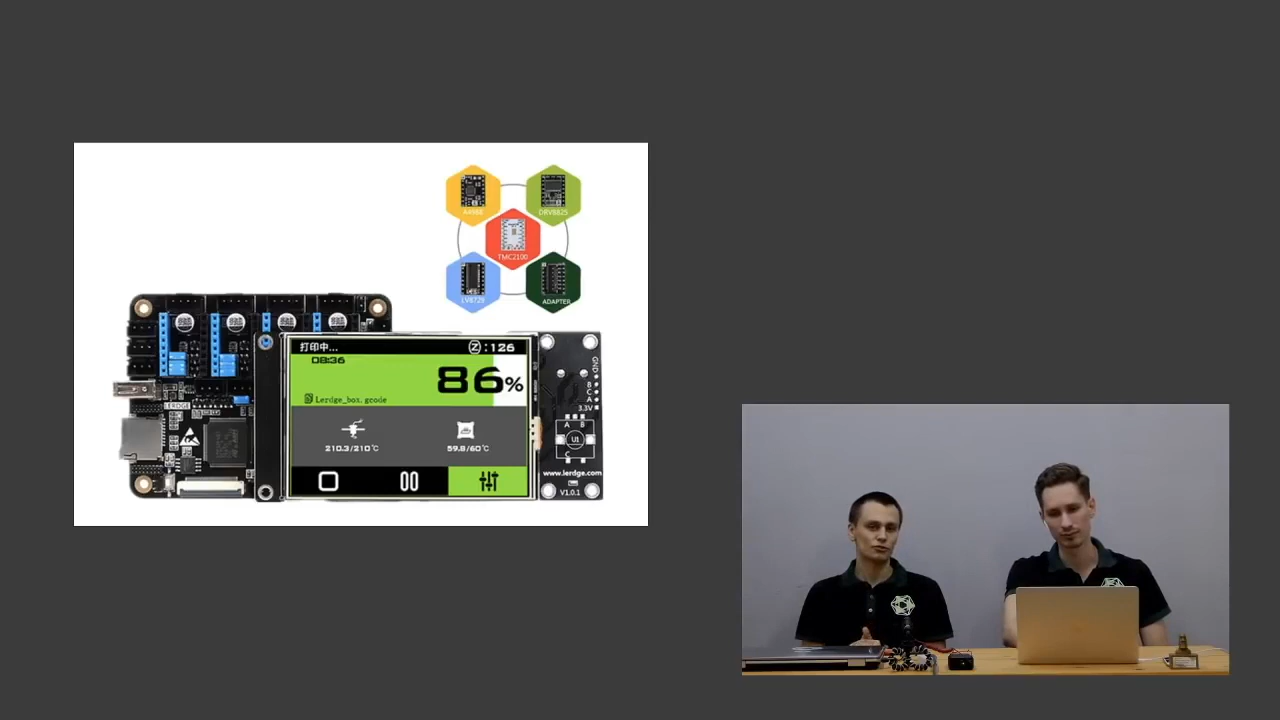 A4988
DRV8825
TMC2100
LV8729
ADAPTER
打印中...
Z :126
08:36
86%
Lerdge_box.gcode
210.3/210℃
59.8/60℃
LERDGE
GND
B
C
A
3.3V
A B
U1
C
www.lerdge.com
V1.0.1